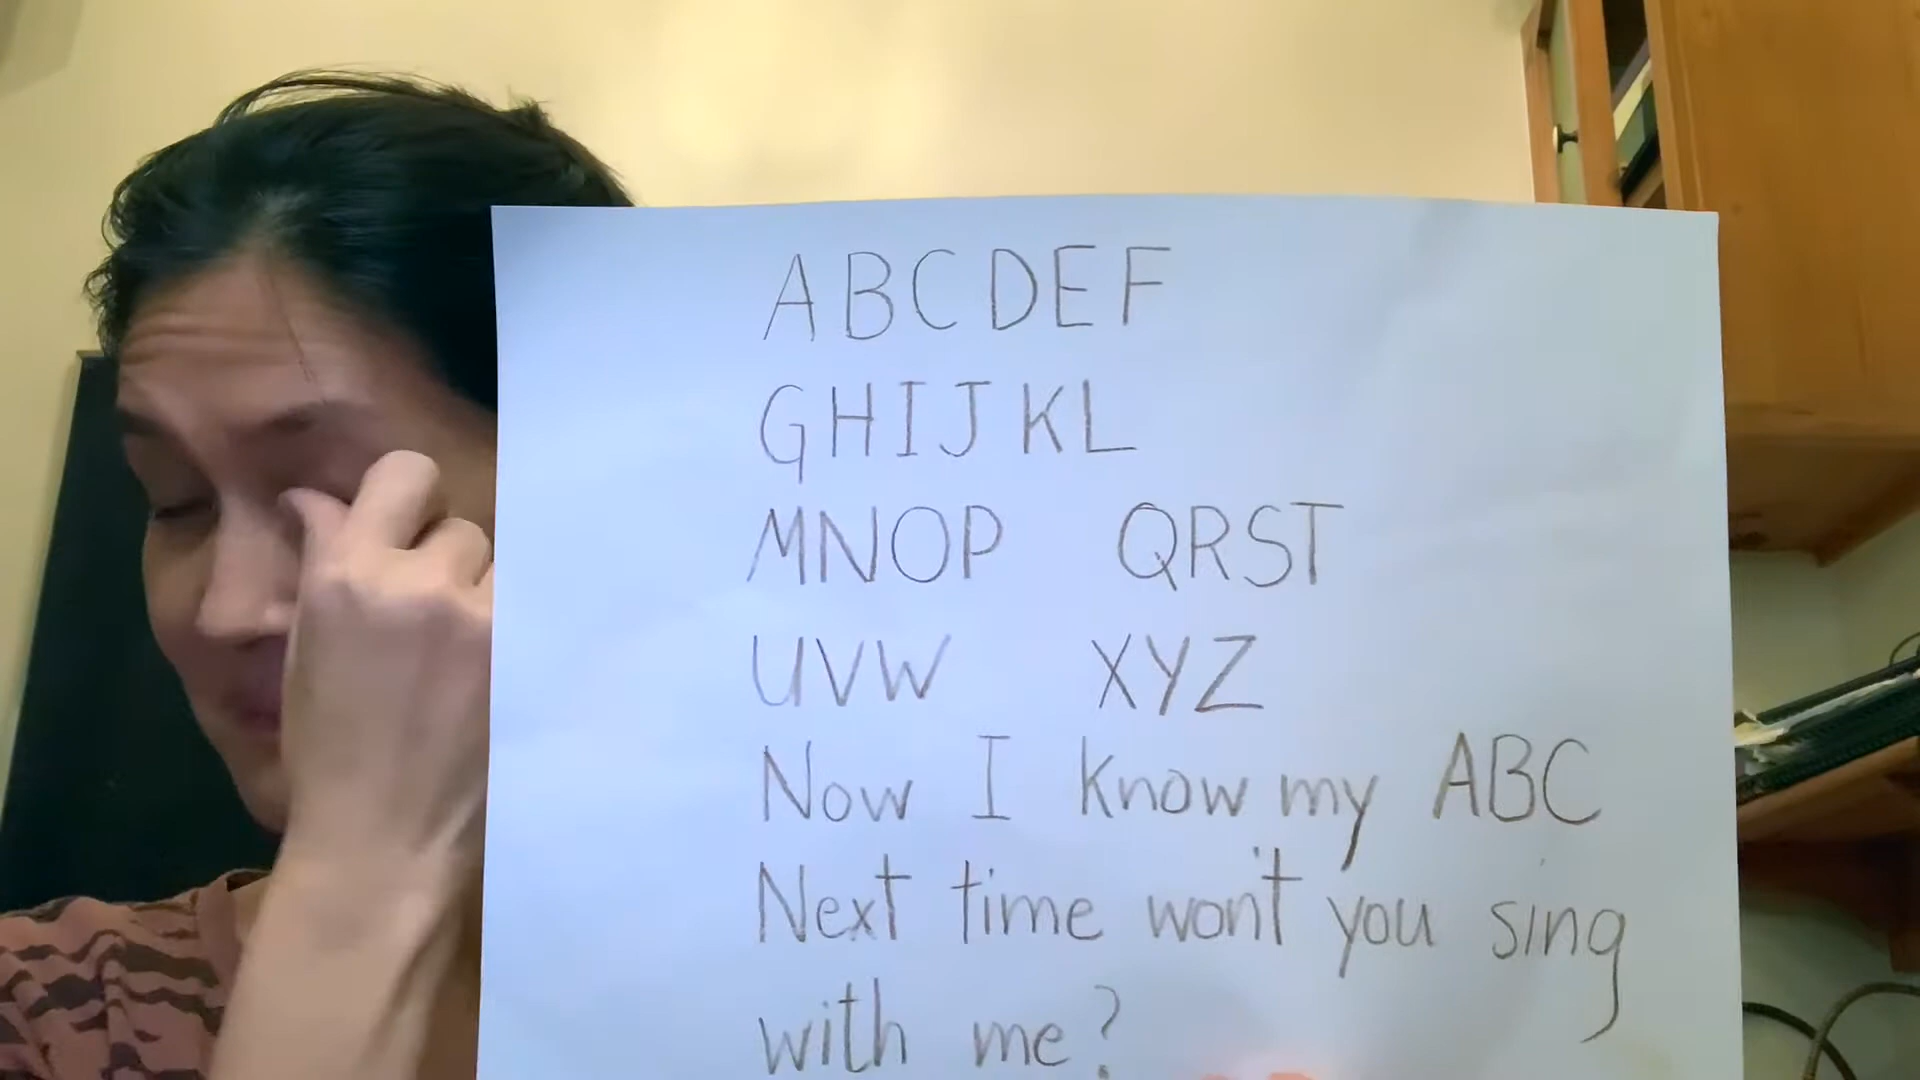 ABCDEF
GHIJKL
MNOP QRST
UVW XYZ
Now I know my ABC
Next time won't you sing
with me?